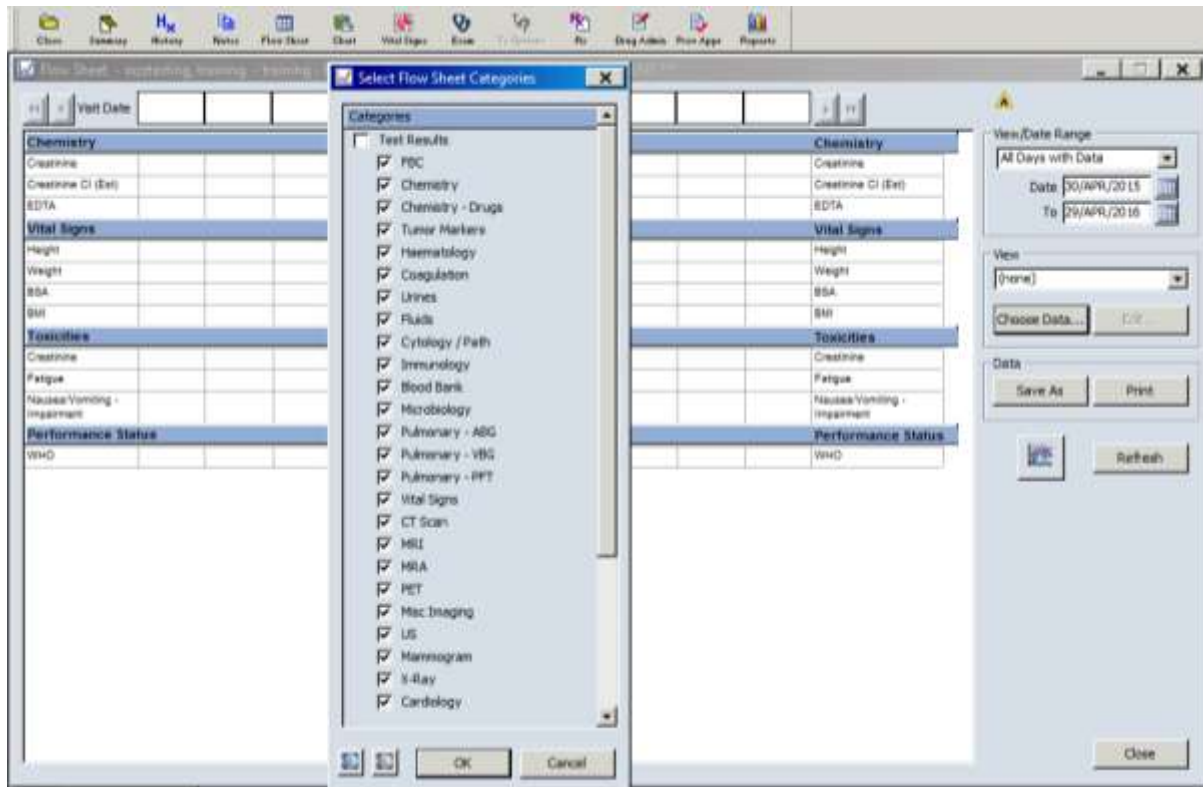 Close Summary History Notes Flow Sheet Chart Vital Signs Exam Rx Drug Admin Prov Appr Reports
Flow Sheet - training - training -
Select Flow Sheet Categories
Visit Date
Categories
Test Results
FBC
Chemistry
Chemistry - Drugs
Tumor Markers
Haematology
Coagulation
Urines
Fluids
Cytology / Path
Immunology
Blood Bank
Microbiology
Pulmonary - ABG
Pulmonary - VBG
Pulmonary - PFT
Vital Signs
CT Scan
MRI
MRA
PET
Misc Imaging
US
Mammogram
X-Ray
Cardiology
OK Cancel
Chemistry
Creatinine
Creatinine Cl (Est)
EDTA
Vital Signs
Height
Weight
BSA
BMI
Toxicities
Creatinine
Fatigue
Nausea/Vomiting -
Impairment
Performance Status
WHO
Chemistry
Creatinine
Creatinine Cl (Est)
EDTA
Vital Signs
Height
Weight
BSA
BMI
Toxicities
Creatinine
Fatigue
Nausea/Vomiting -
Impairment
Performance Status
WHO
View/Date Range
All Days with Data
Date 30/APR/2015
To 29/APR/2016
View
(none)
Choose Data... Edit...
Data
Save As Print
Refresh
Close